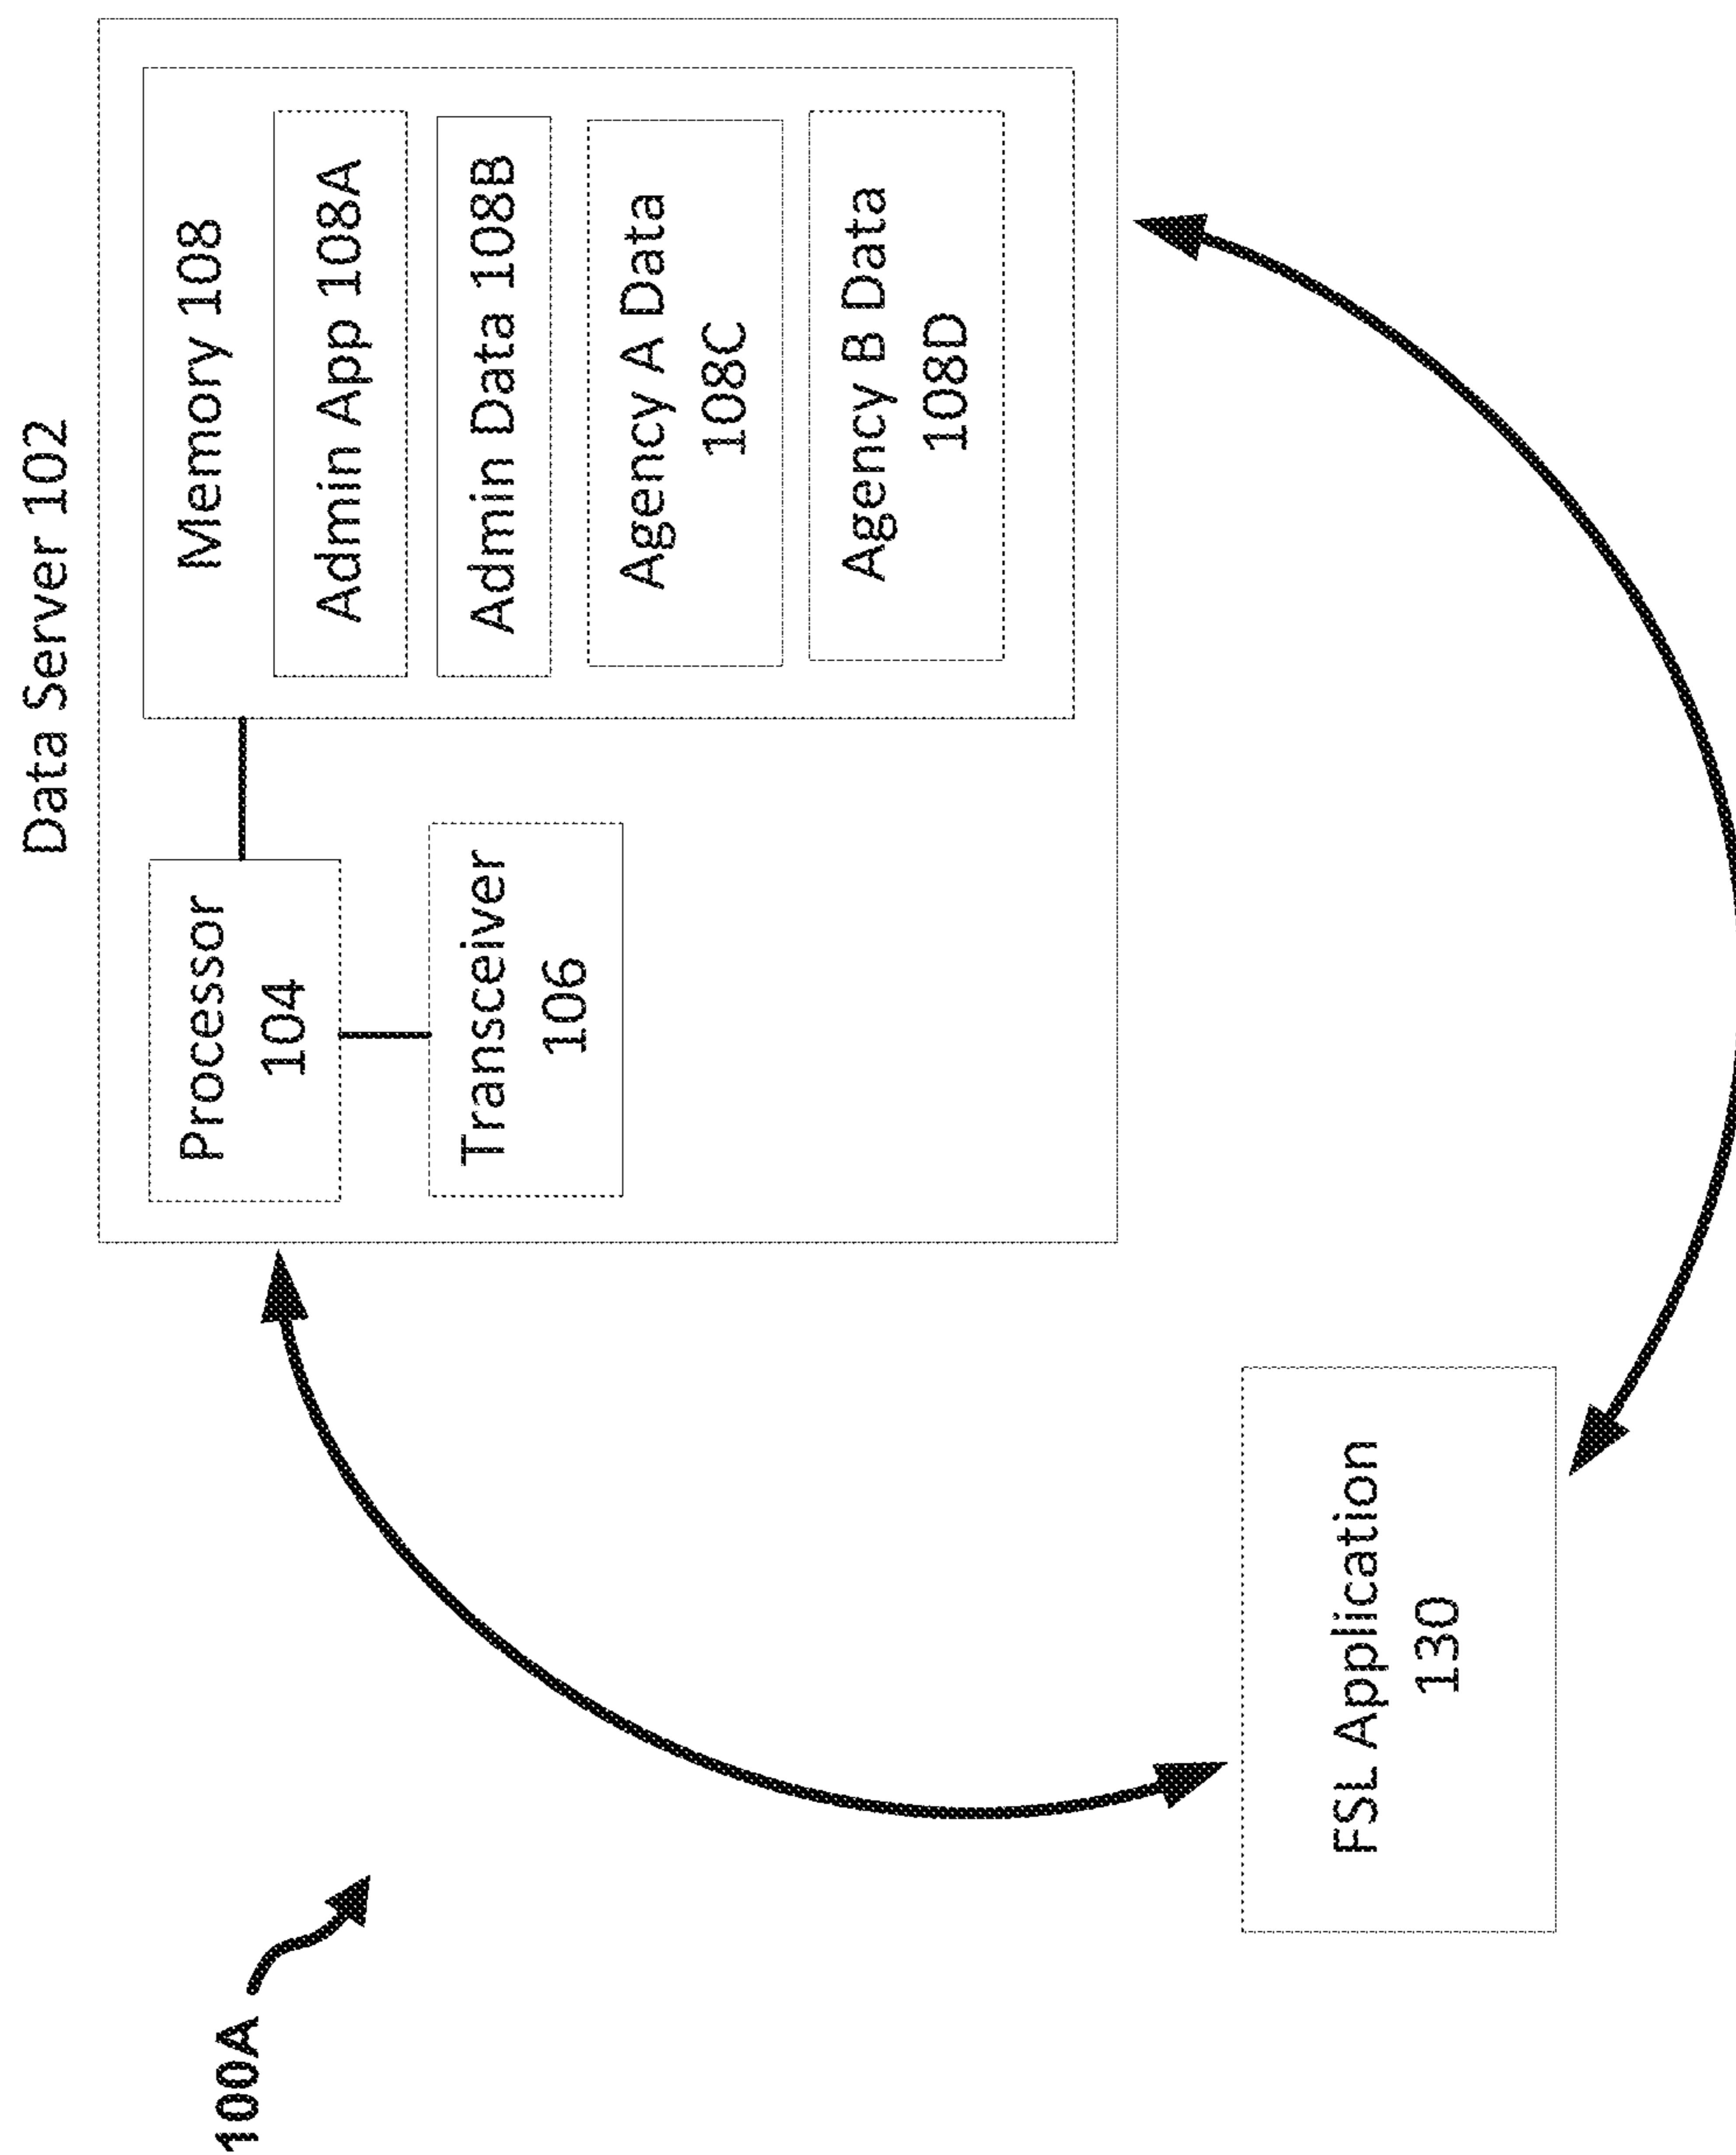 100A
Data Server 102
Processor
104
Transceiver
106
Memory 108
Admin App 108A
Admin Data 108B
Agency A Data
108C
Agency B Data
108D
FSL Application
130